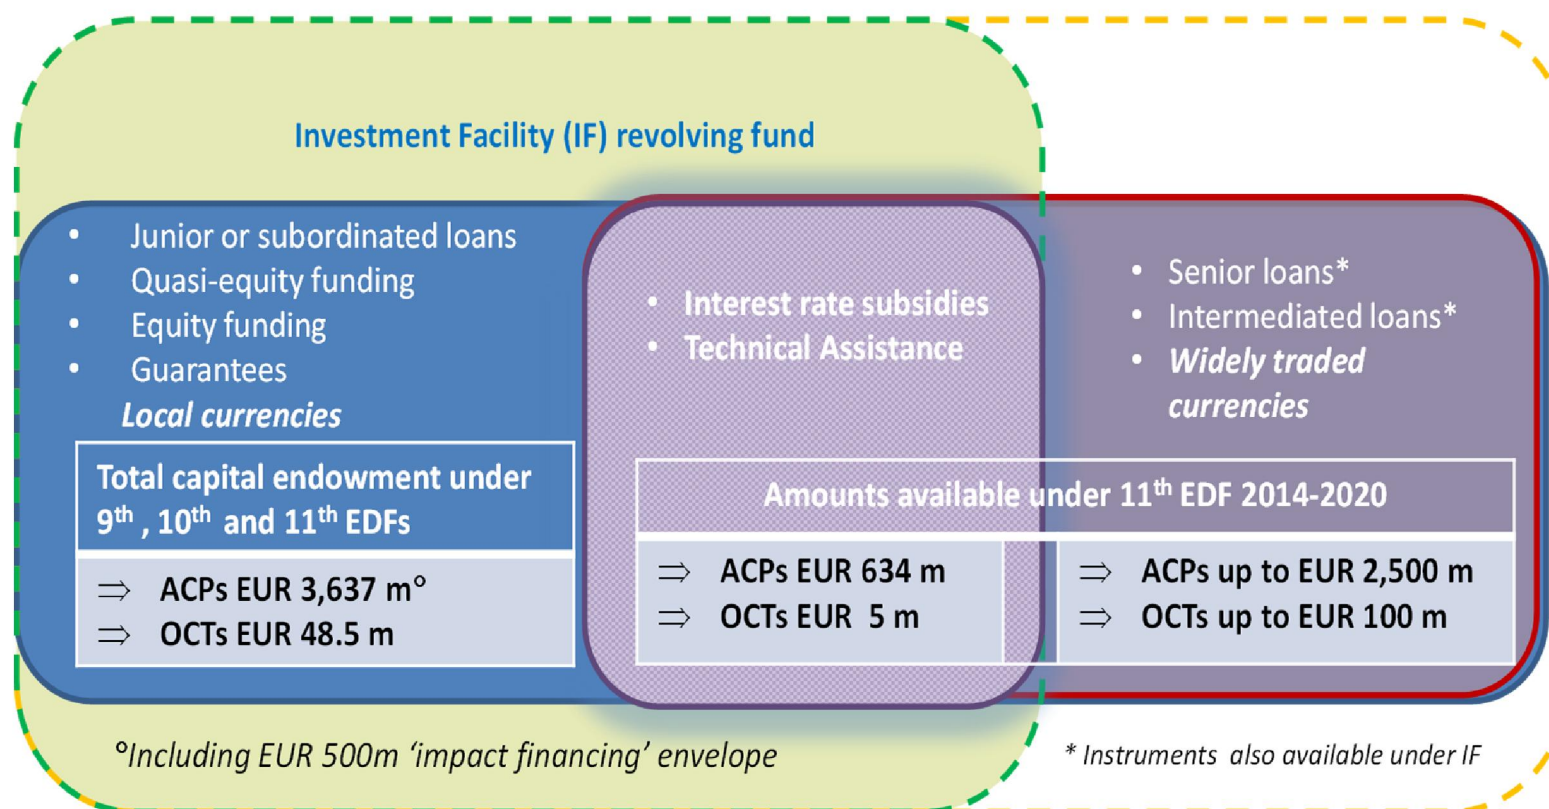 Investment Facility (IF) revolving fund
• Junior or subordinated loans
• Quasi-equity funding
• Equity funding
• Guarantees
Local currencies
Total capital endowment under
9th , 10th and 11th EDFs
⇒ ACPs EUR 3,637 m°
⇒ OCTs EUR 48.5 m
• Interest rate subsidies
• Technical Assistance
• Senior loans*
• Intermediated loans*
• Widely traded
currencies
Amounts available under 11th EDF 2014-2020
⇒ ACPs EUR 634 m
⇒ OCTs EUR 5 m
⇒ ACPs up to EUR 2,500 m
⇒ OCTs up to EUR 100 m
°Including EUR 500m ‘impact financing’ envelope
* Instruments also available under IF